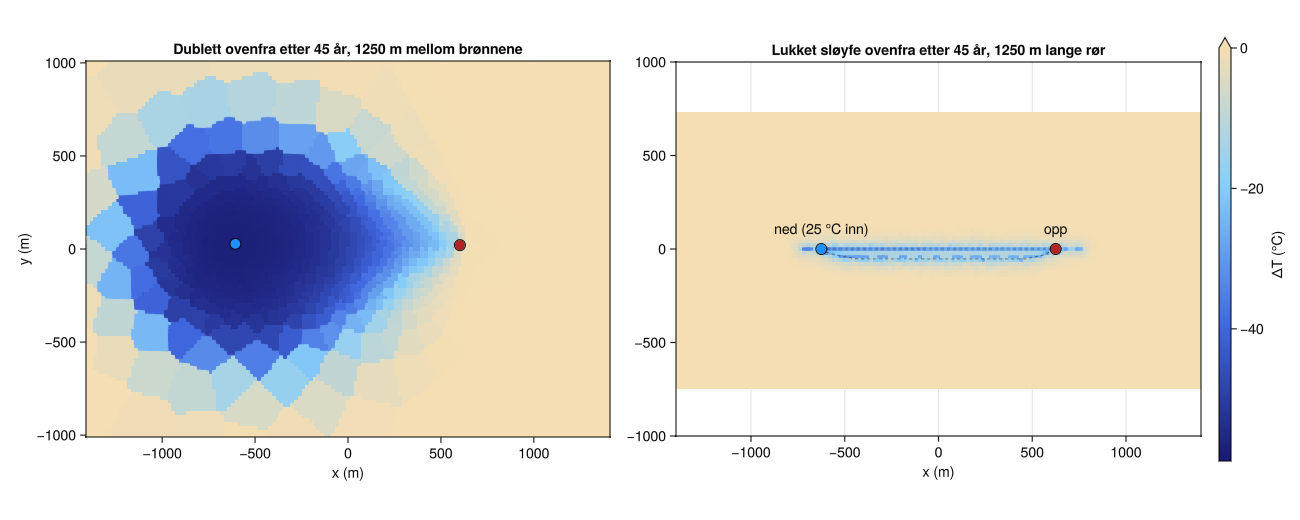 Dublett ovenfra etter 45 år, 1250 m mellom brønnene
1000
500
0
−500
−1000
y (m)
−1000
−500
0
500
1000
x (m)
Lukket sløyfe ovenfra etter 45 år, 1250 m lange rør
1000
500
0
−500
−1000
ned (25 °C inn)
opp
−1000
−500
0
500
1000
x (m)
0
−20
−40
ΔT (°C)